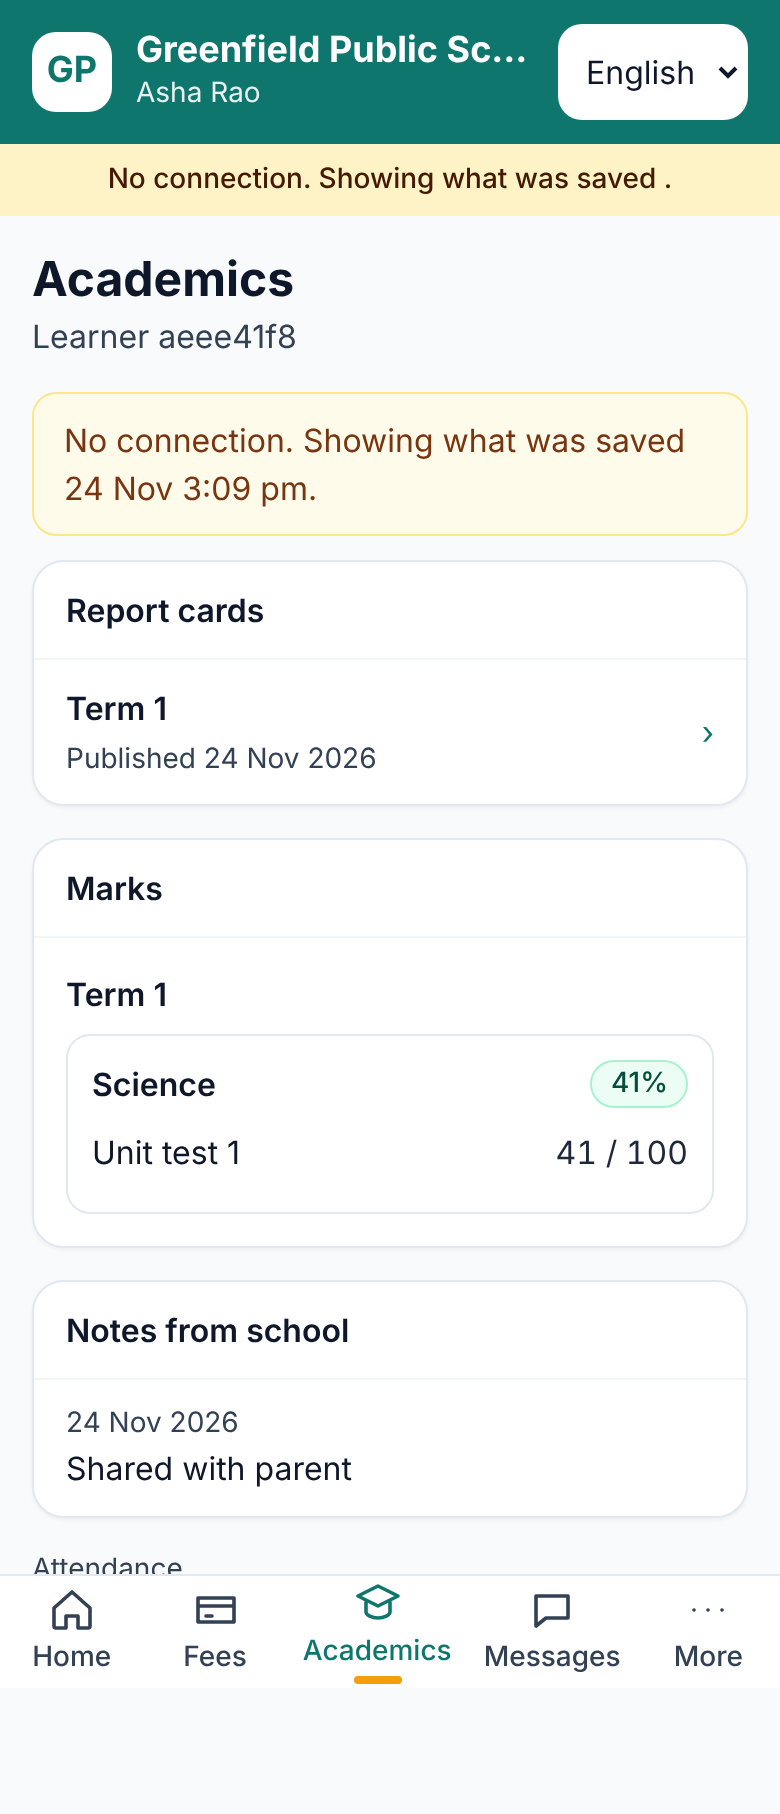 GP
Greenfield Public Sc...
Asha Rao
English
No connection. Showing what was saved .
Academics
Learner aeee41f8
No connection. Showing what was saved
24 Nov 3:09 pm.
Report cards
Term 1
Published 24 Nov 2026
›
Marks
Term 1
Science
41%
Unit test 1
41 / 100
Notes from school
24 Nov 2026
Shared with parent
Attendance
Home
Fees
Academics
Messages
More